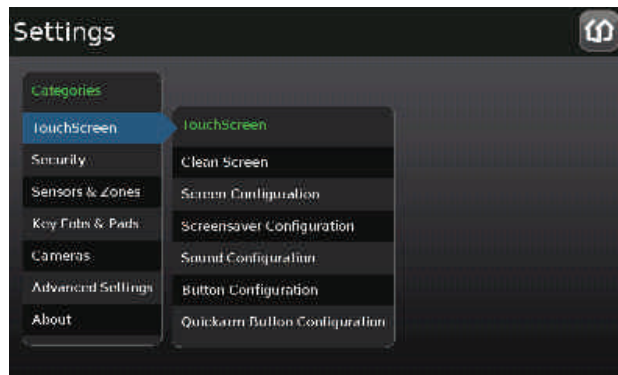 Settings
Categories
TouchScreen
Security
Sensors & Zones
Key Fobs & Pads
Cameras
Advanced Settings
About
TouchScreen
Clean Screen
Screen Configuration
Screensaver Configuration
Sound Configuration
Button Configuration
Quickarm Button Configuration